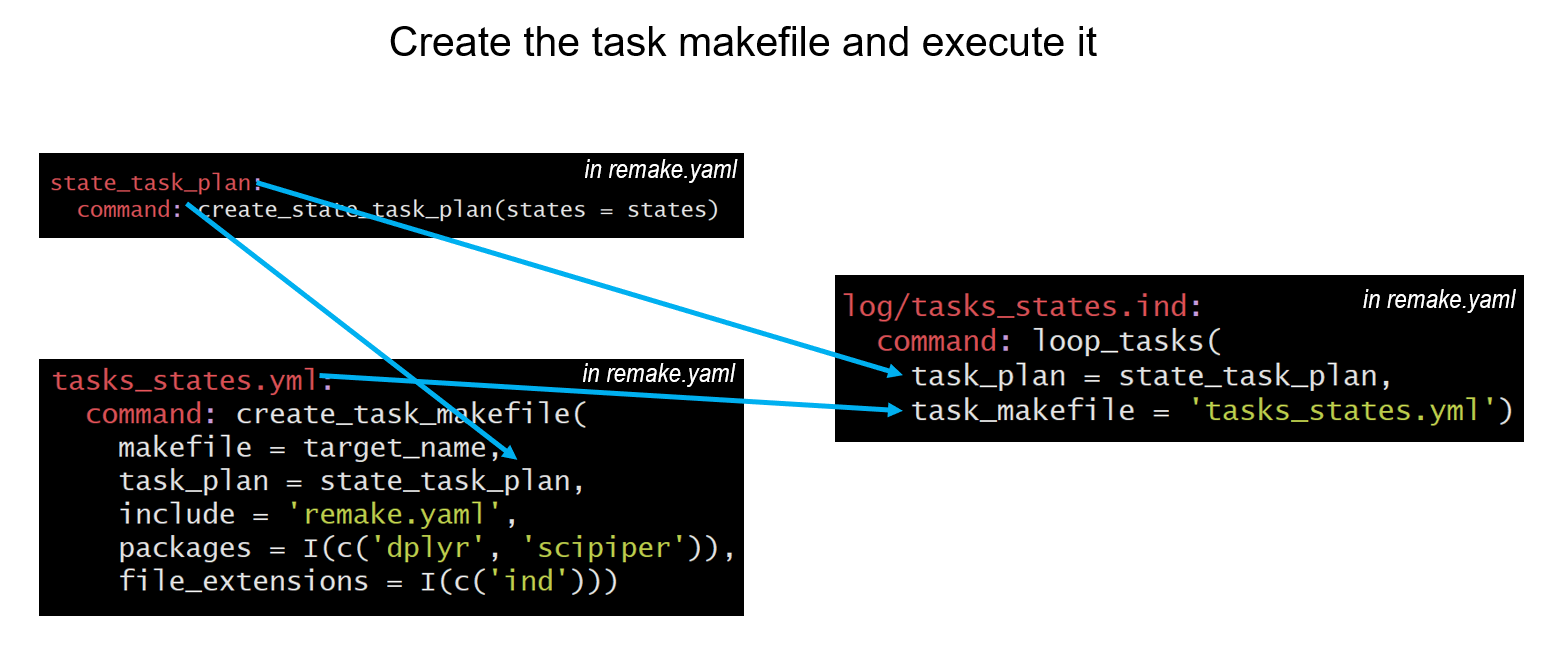 Create the task makefile and execute it
in remake.yaml
state_task_plan:
command: create_state_task_plan(states = states)
in remake.yaml
tasks_states.yml:
command: create_task_makefile(
makefile = target_name,
task_plan = state_task_plan,
include = 'remake.yaml',
packages = I(c('dplyr', 'scipiper')),
file_extensions = I(c('ind')))
in remake.yaml
log/tasks_states.ind:
command: loop_tasks(
task_plan = state_task_plan,
task_makefile = 'tasks_states.yml')